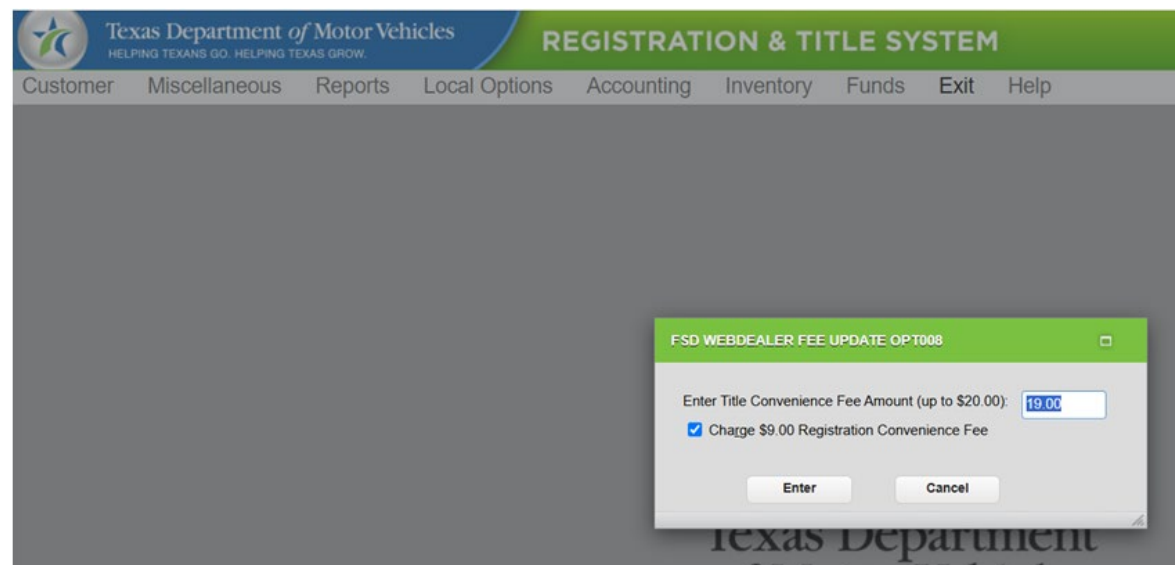 Texas Department of Motor Vehicles
HELPING TEXANS GO. HELPING TEXAS GROW.
REGISTRATION & TITLE SYSTEM
Customer Miscellaneous Reports Local Options Accounting Inventory Funds Exit Help
FSD WEBDEALER FEE UPDATE OPT008
Enter Title Convenience Fee Amount (up to $20.00): 19.00
Charge $9.00 Registration Convenience Fee
Enter Cancel
Texas Department